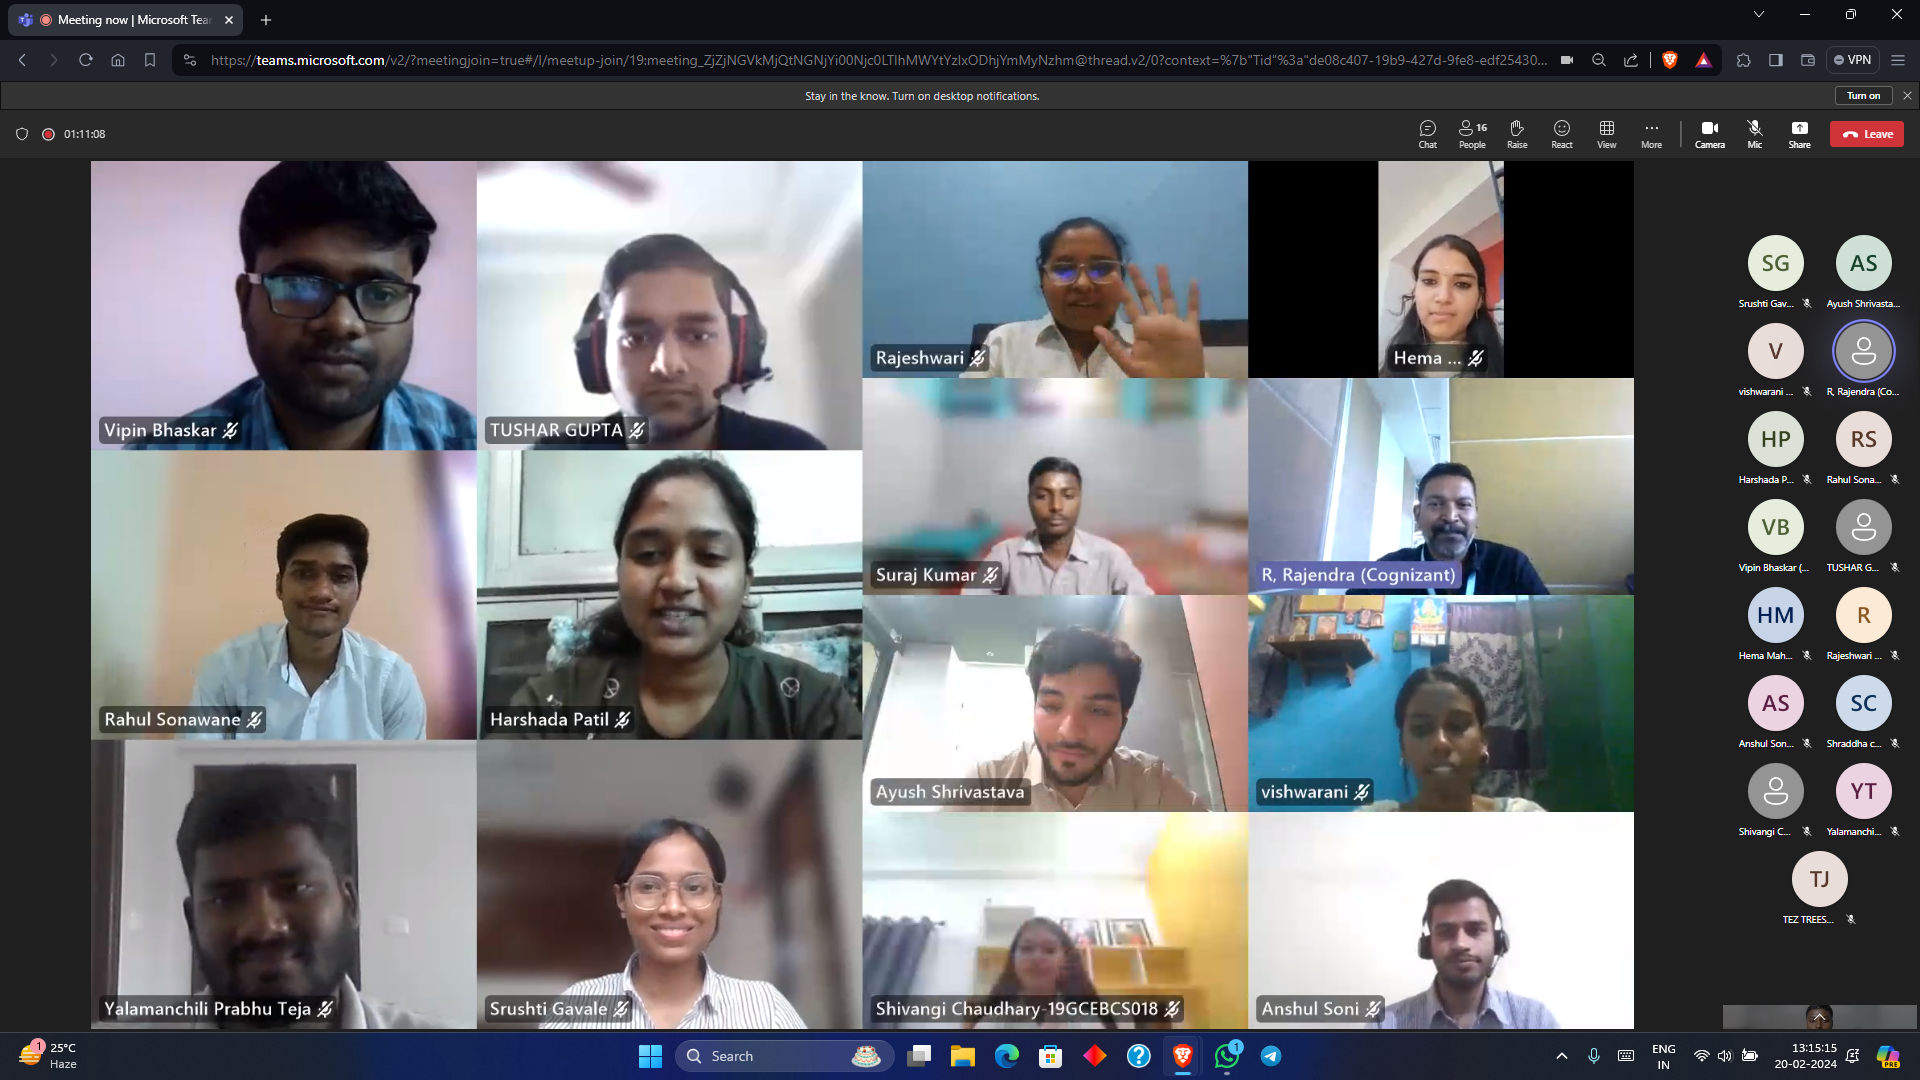 Meeting now | Microsoft Tea
https://teams.microsoft.com/v2/?meetingjoin=true#/l/meetup-join/19:meeting_ZjZjNGVkMjQtNGNjYi00Njc0LTlhMWYtYzIxODhjYmMyNzhm@thread.v2/0?context=%7b"Tid"%3a"de08c407-19b9-427d-9fe8-edf25430...
VPN
Stay in the know. Turn on desktop notifications.
Turn on
01:11:08
Chat
16
People
Raise
React
View
More
Camera
Mic
Share
Leave
Vipin Bhaskar
TUSHAR GUPTA
Rajeshwari
Hema ...
Suraj Kumar
R, Rajendra (Cognizant)
Rahul Sonawane
Harshada Patil
Ayush Shrivastava
vishwarani
Yalamanchili Prabhu Teja
Srushti Gavale
Shivangi Chaudhary-19GCEBCS018
Anshul Soni
SG
AS
Srushti Gav...
Ayush Shrivasta...
V
vishwarani ...
R, Rajendra (Co...
HP
RS
Harshada P...
Rahul Sona...
VB
Vipin Bhaskar (...
TUSHAR G...
HM
R
Hema Mah...
Rajeshwari ...
AS
SC
Anshul Son...
Shraddha c...
YT
Shivangi C...
Yalamanchi...
TJ
TEZ TREES...
1
25°C
Haze
Search
1
ENG
IN
13:15:15
20-02-2024
PRE